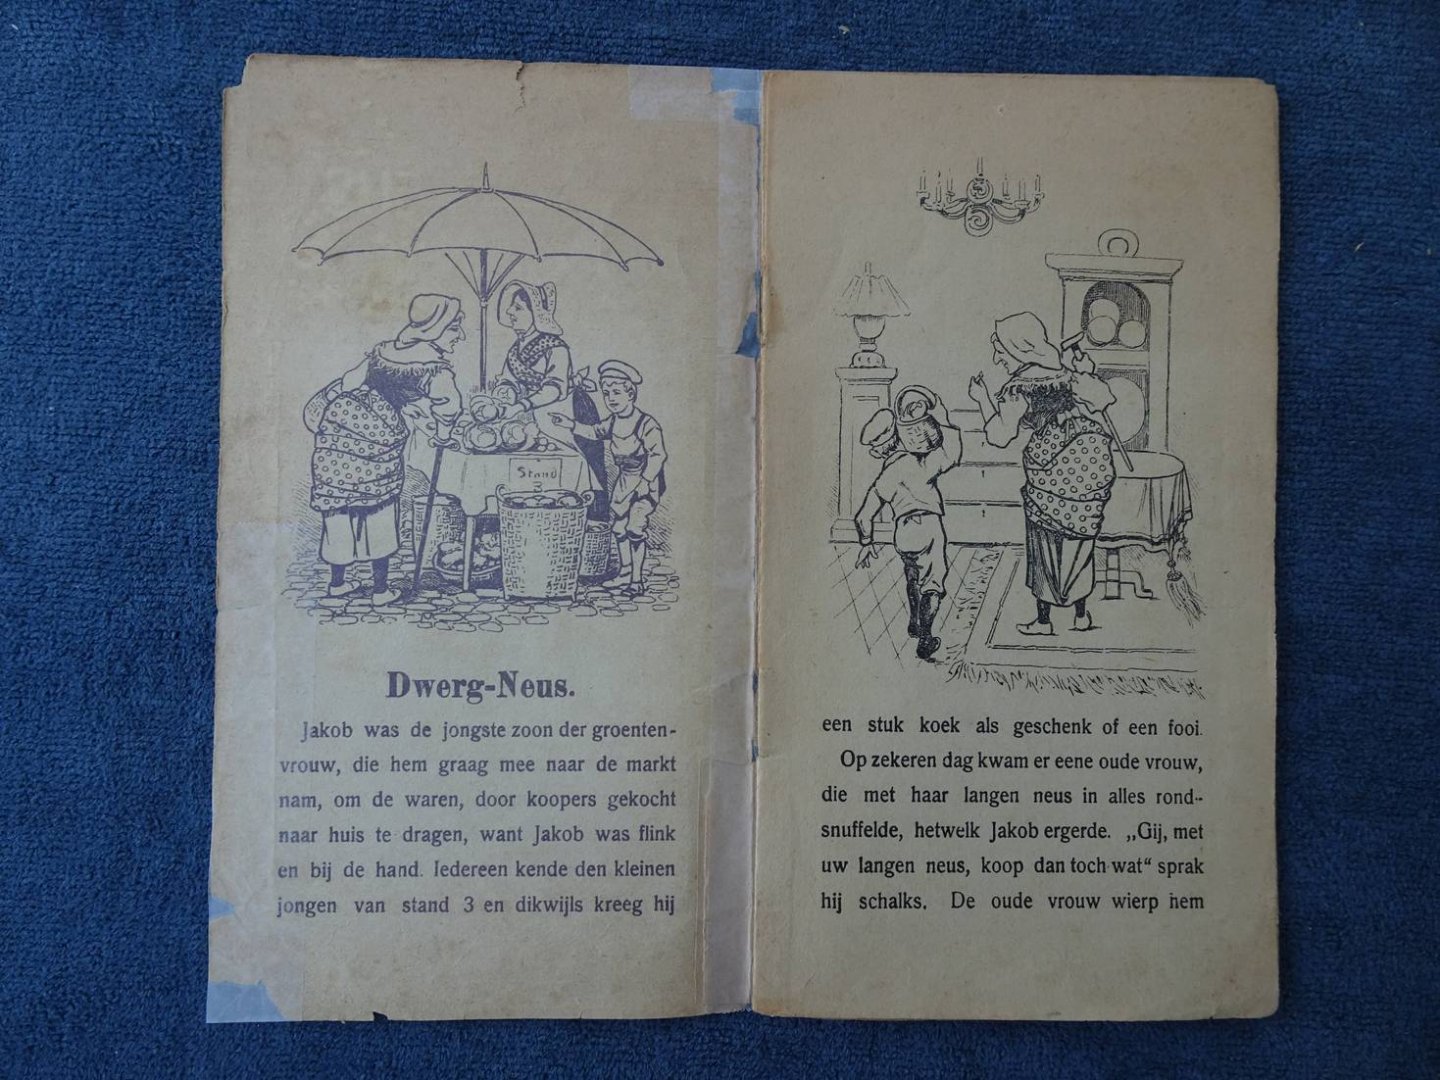 Stand
3
Dwerg-Neus.
Jakob was de jongste zoon der groenten-
vrouw, die hem graag mee naar de markt
nam, om de waren, door koopers gekocht
naar huis te dragen, want Jakob was flink
en bij de hand. Iedereen kende den kleinen
jongen van stand 3 en dikwijls kreeg hij
een stuk koek als geschenk of een fooi.
Op zekeren dag kwam er eene oude vrouw,
die met haar langen neus in alles rond-
snuffelde, hetwelk Jakob ergerde. „Gij, met
uw langen neus, koop dan toch wat“ sprak
hij schalks. De oude vrouw wierp hem